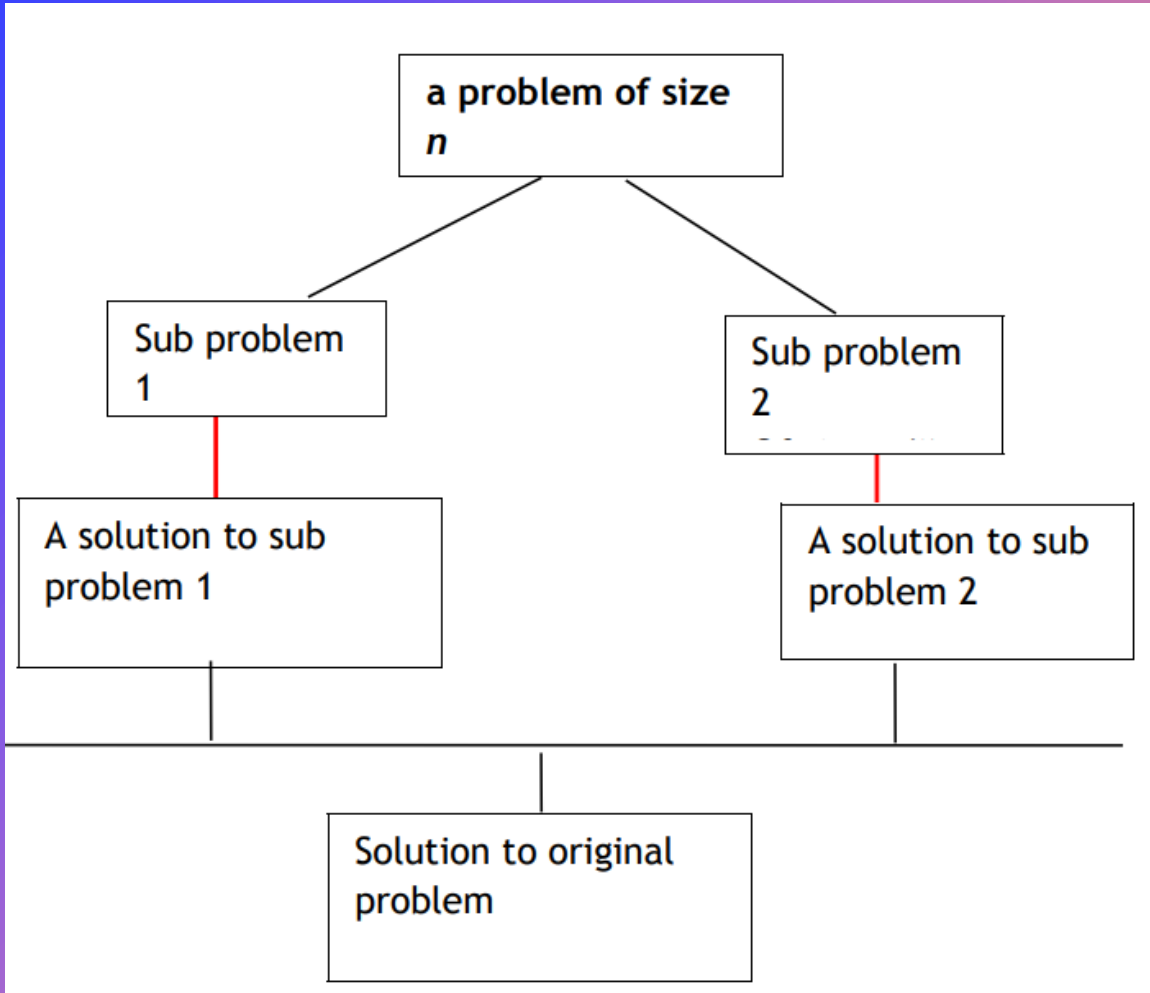 a problem of size
n
Sub problem
1
Sub problem
2
A solution to sub
problem 1
A solution to sub
problem 2
Solution to original
problem